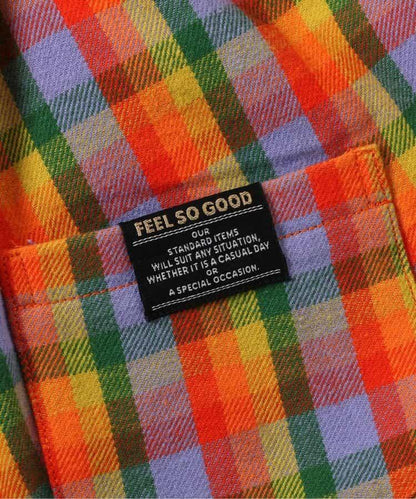 FEEL SO GOOD
OUR
STANDARD ITEMS
WILL SUIT ANY SITUATION,
WHETHER IT IS A CASUAL DAY
OR
A SPECIAL OCCASION.